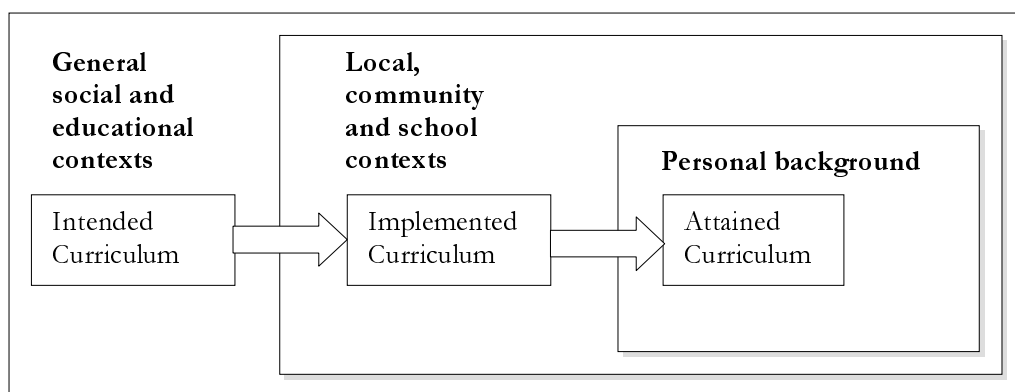 General
social and
educational
contexts
Local,
community
and school
contexts
Personal background
Intended
Curriculum
Implemented
Curriculum
Attained
Curriculum